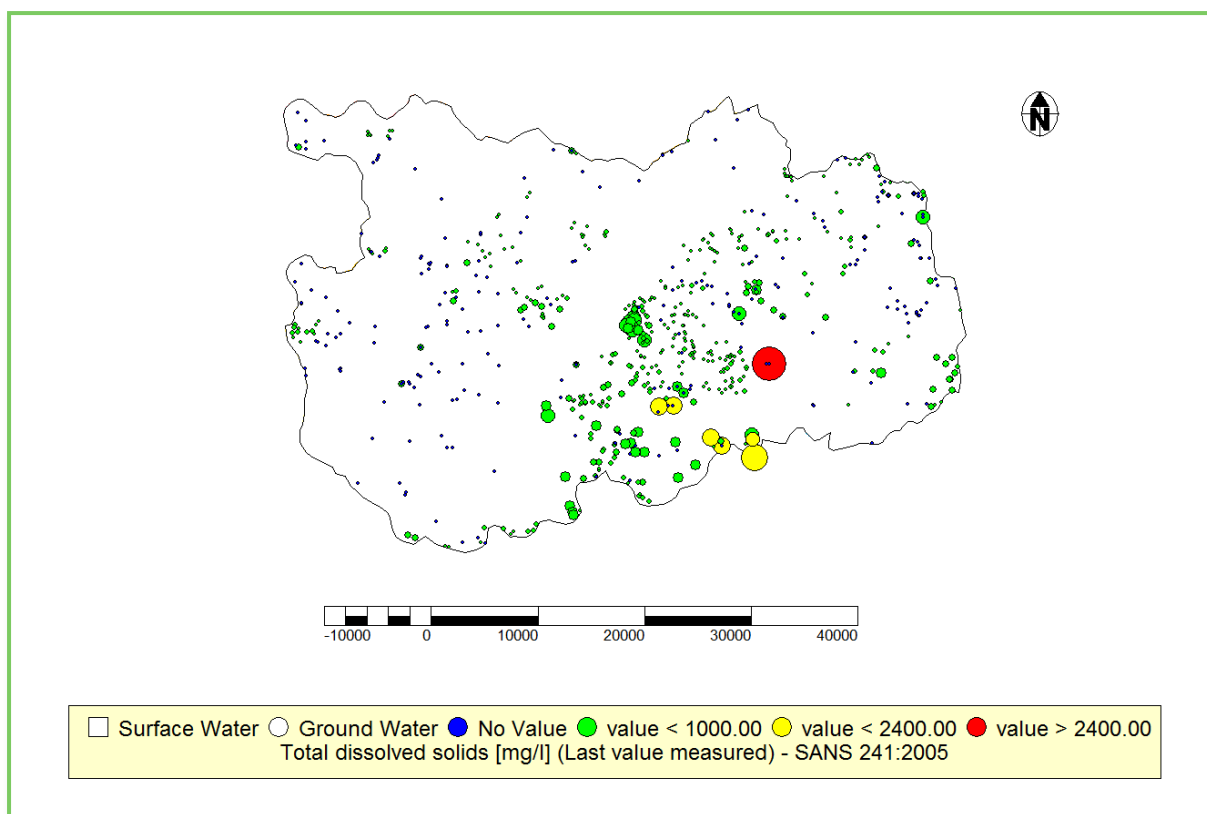 N
-10000 0 10000 20000 30000 40000
Surface Water Ground Water No Value value < 1000.00 value < 2400.00 value > 2400.00
Total dissolved solids [mg/l] (Last value measured) - SANS 241:2005